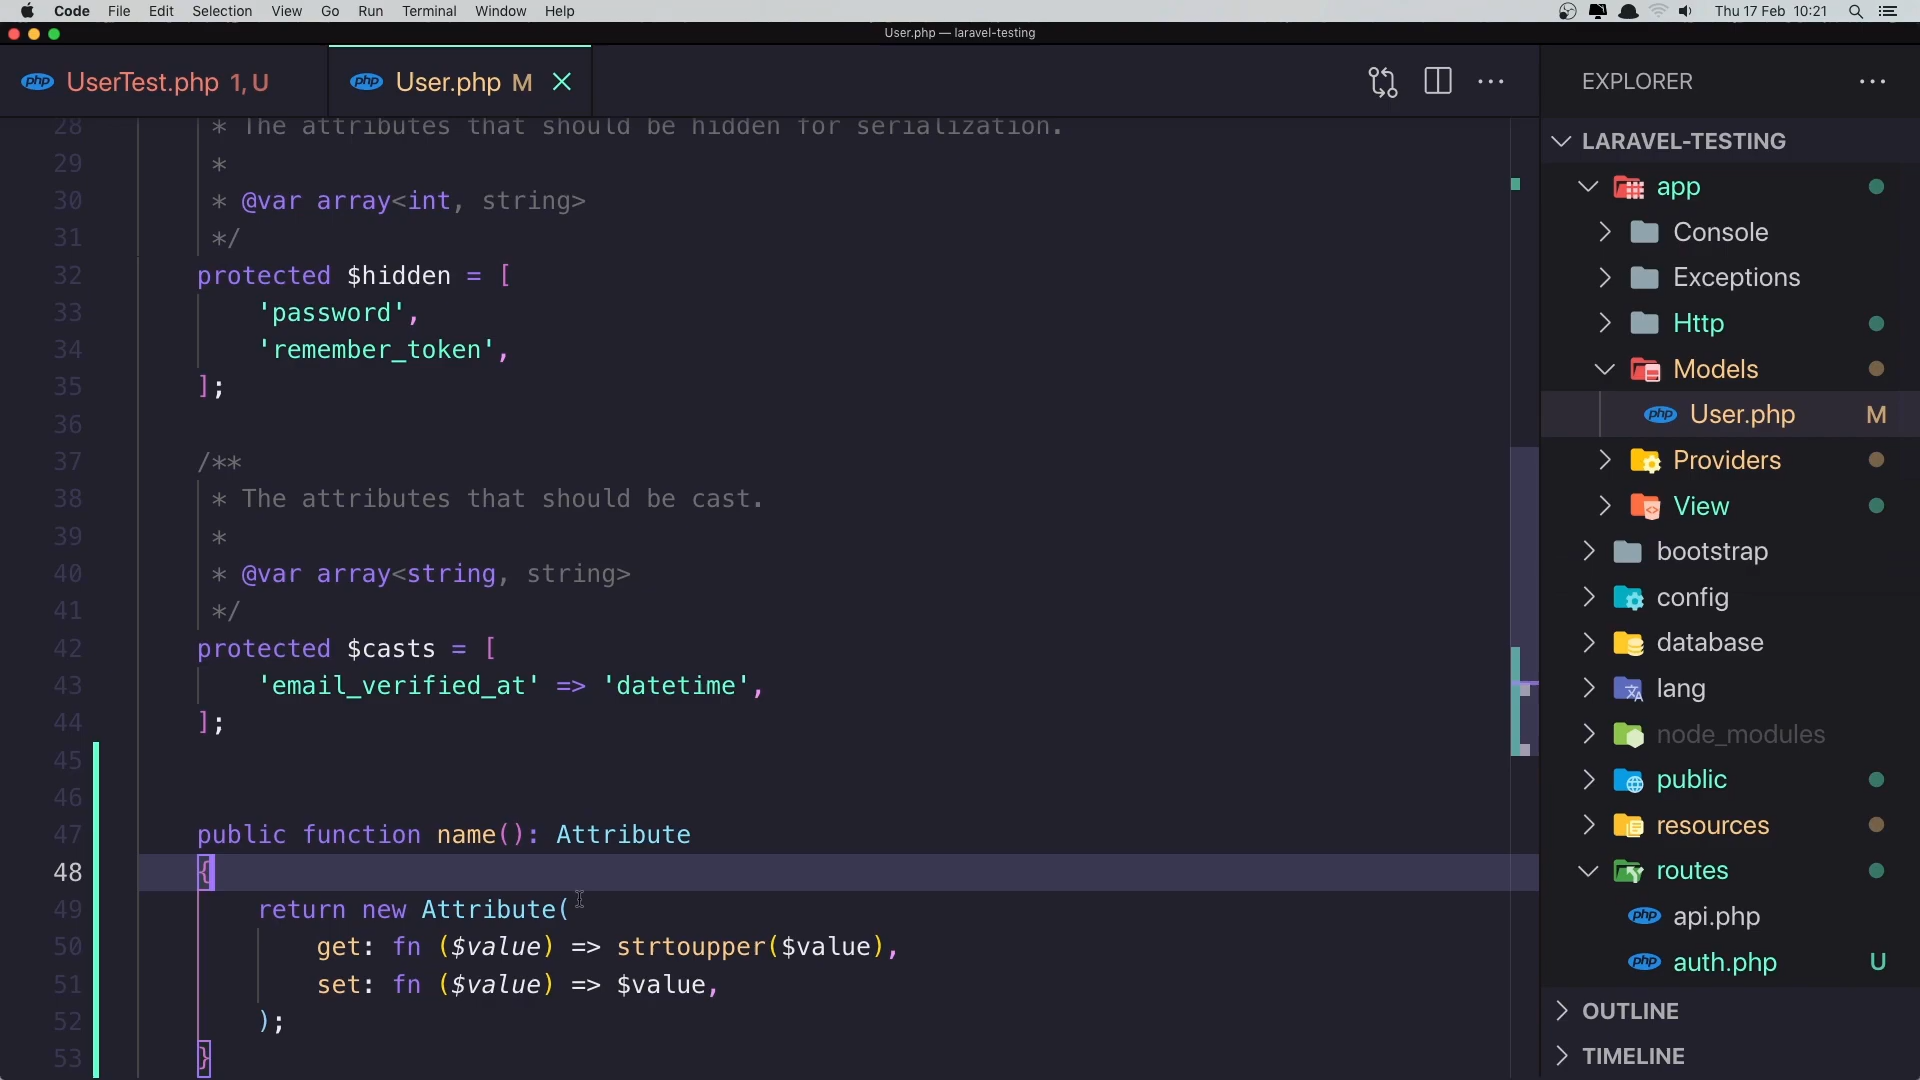 Code File Edit Selection View Go Run Terminal Window Help Thu 17 Feb 10:21
User.php — laravel-testing
php UserTest.php 1, U php User.php M
EXPLORER
LARAVEL-TESTING
28 * The attributes that should be hidden for serialization.
29 *
30 * @var array<int, string>
31 */
32 protected $hidden = [
33 'password',
34 'remember_token',
35 ];
36
37 /**
38 * The attributes that should be cast.
39 *
40 * @var array<string, string>
41 */
42 protected $casts = [
43 'email_verified_at' => 'datetime',
44 ];
45
46
47 public function name(): Attribute
48 {
49 return new Attribute(
50 get: fn ($value) => strtoupper($value),
51 set: fn ($value) => $value,
52 );
53 }
app
Console
Exceptions
Http
Models
php User.php M
Providers
View
bootstrap
config
database
lang
node_modules
public
resources
routes
php api.php
php auth.php U
OUTLINE
TIMELINE